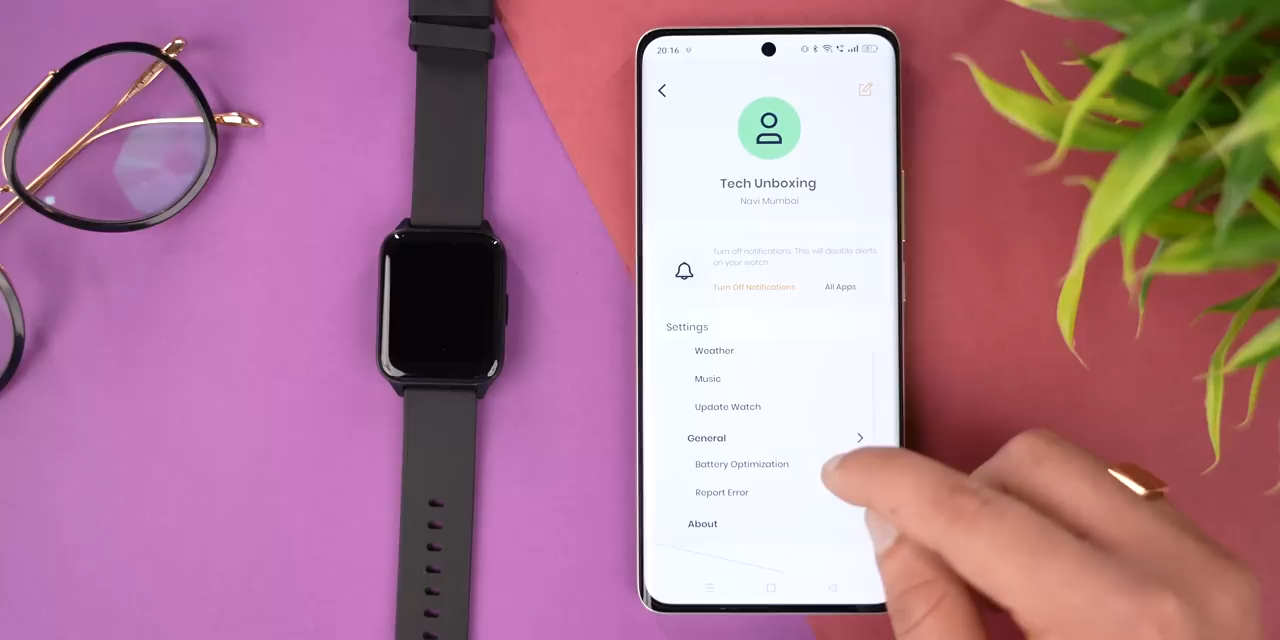 20:16
Tech Unboxing
Navi Mumbai
Turn off notifications: This will disable alerts
on your watch
Turn Off Notifications All Apps
Settings
Weather
Music
Update Watch
General
Battery Optimization
Report Error
About